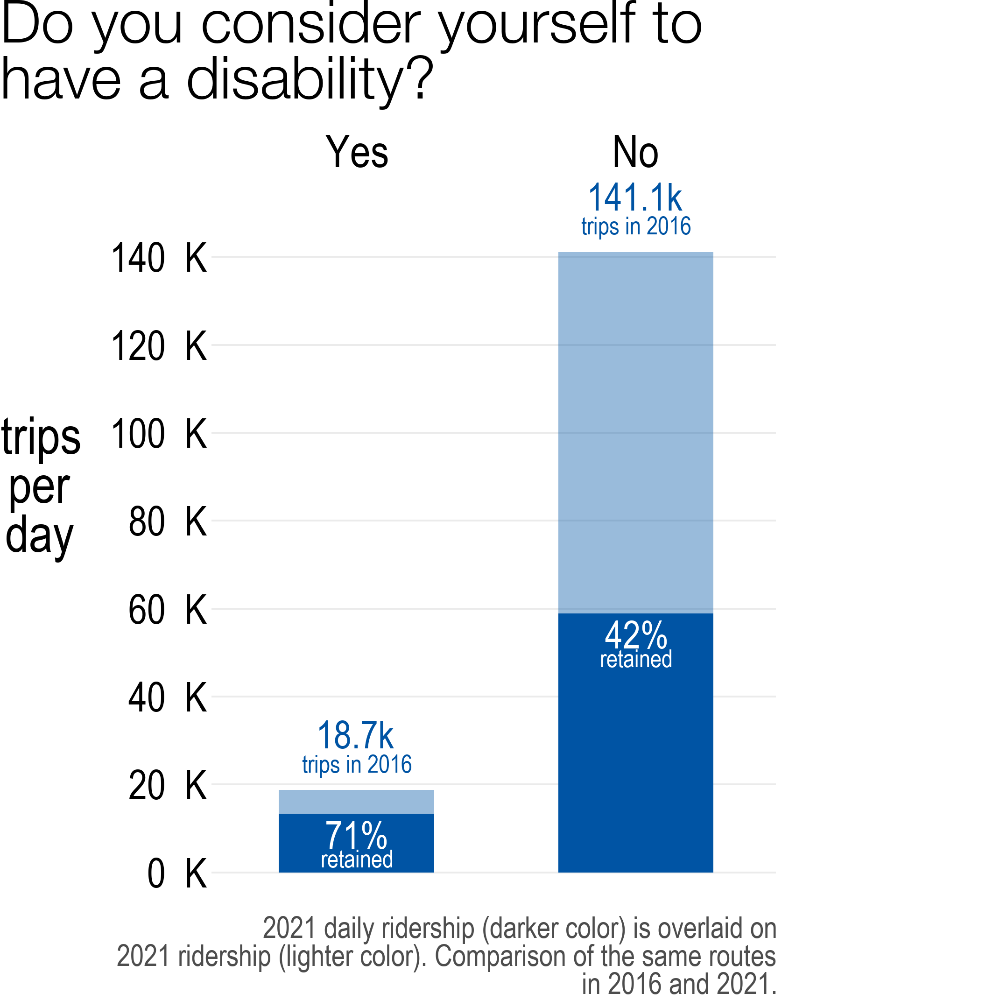 Do you consider yourself to
have a disability?
Yes No
141.1k
trips in 2016
140 K
120 K
100 K
80 K
60 K
40 K
20 K
0 K
trips
per
day
42%
retained
18.7k
trips in 2016
71%
retained
2021 daily ridership (darker color) is overlaid on
2021 ridership (lighter color). Comparison of the same routes
in 2016 and 2021.